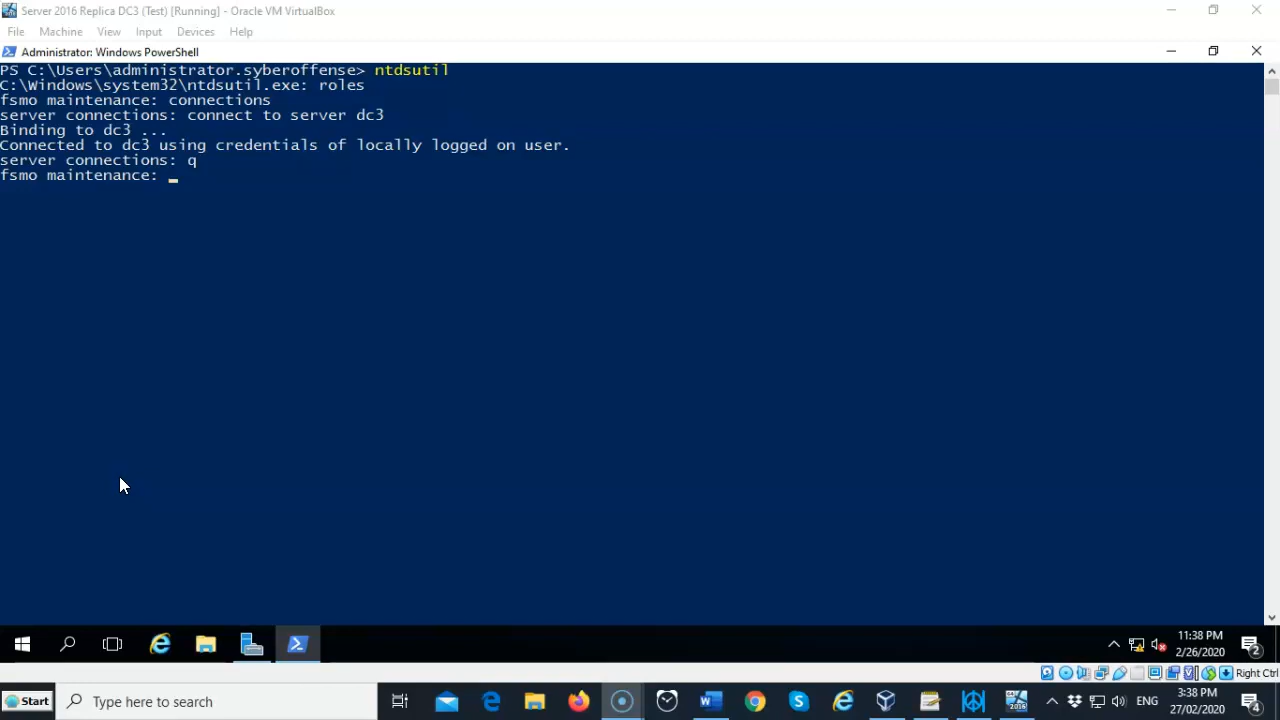 Server 2016 Replica DC3 (Test) [Running] - Oracle VM VirtualBox
File Machine View Input Devices Help
Administrator: Windows PowerShell
PS C:\Users\administrator.syberoffense> ntdsutil
C:\Windows\system32\ntdsutil.exe: roles
fsmo maintenance: connections
server connections: connect to server dc3
Binding to dc3 ...
Connected to dc3 using credentials of locally logged on user.
server connections: q
fsmo maintenance:
11:38 PM
2/26/2020
2
Right Ctrl
Start
Type here to search
2016
ENG
3:38 PM
27/02/2020
4